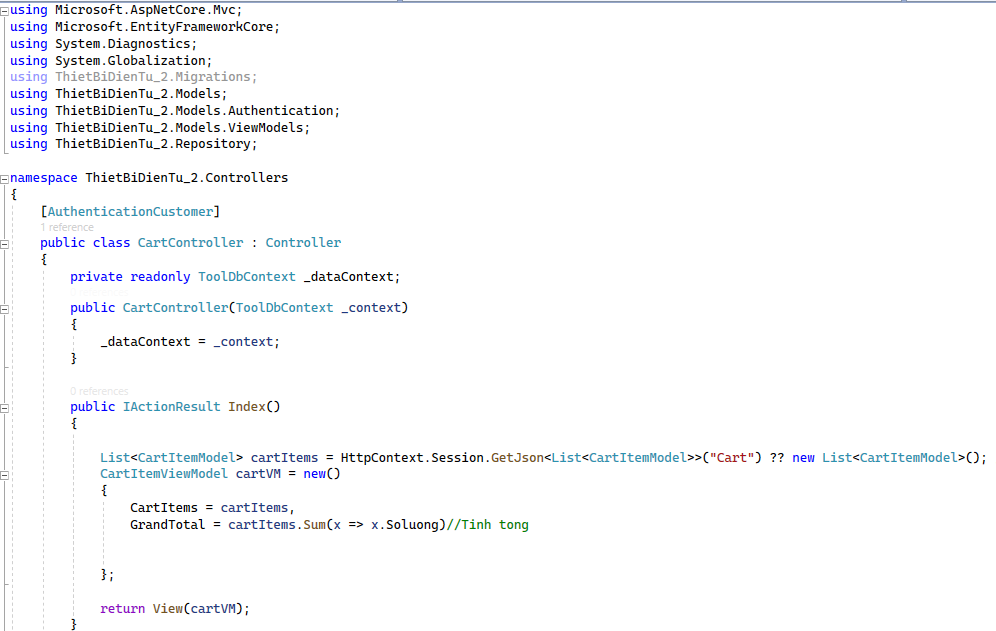 using Microsoft.AspNetCore.Mvc;
using Microsoft.EntityFrameworkCore;
using System.Diagnostics;
using System.Globalization;
using ThietBiDienTu_2.Migrations;
using ThietBiDienTu_2.Models;
using ThietBiDienTu_2.Models.Authentication;
using ThietBiDienTu_2.Models.ViewModels;
using ThietBiDienTu_2.Repository;

namespace ThietBiDienTu_2.Controllers
{
    [AuthenticationCustomer]
    1 reference
    public class CartController : Controller
    {
        private readonly ToolDbContext _dataContext;

        public CartController(ToolDbContext _context)
        {
            _dataContext = _context;
        }

        0 references
        public IActionResult Index()
        {

            List<CartItemModel> cartItems = HttpContext.Session.GetJson<List<CartItemModel>>("Cart") ?? new List<CartItemModel>();
            CartItemViewModel cartVM = new()
            {
                CartItems = cartItems,
                GrandTotal = cartItems.Sum(x => x.Soluong)//Tinh tong


            };

            return View(cartVM);
        }